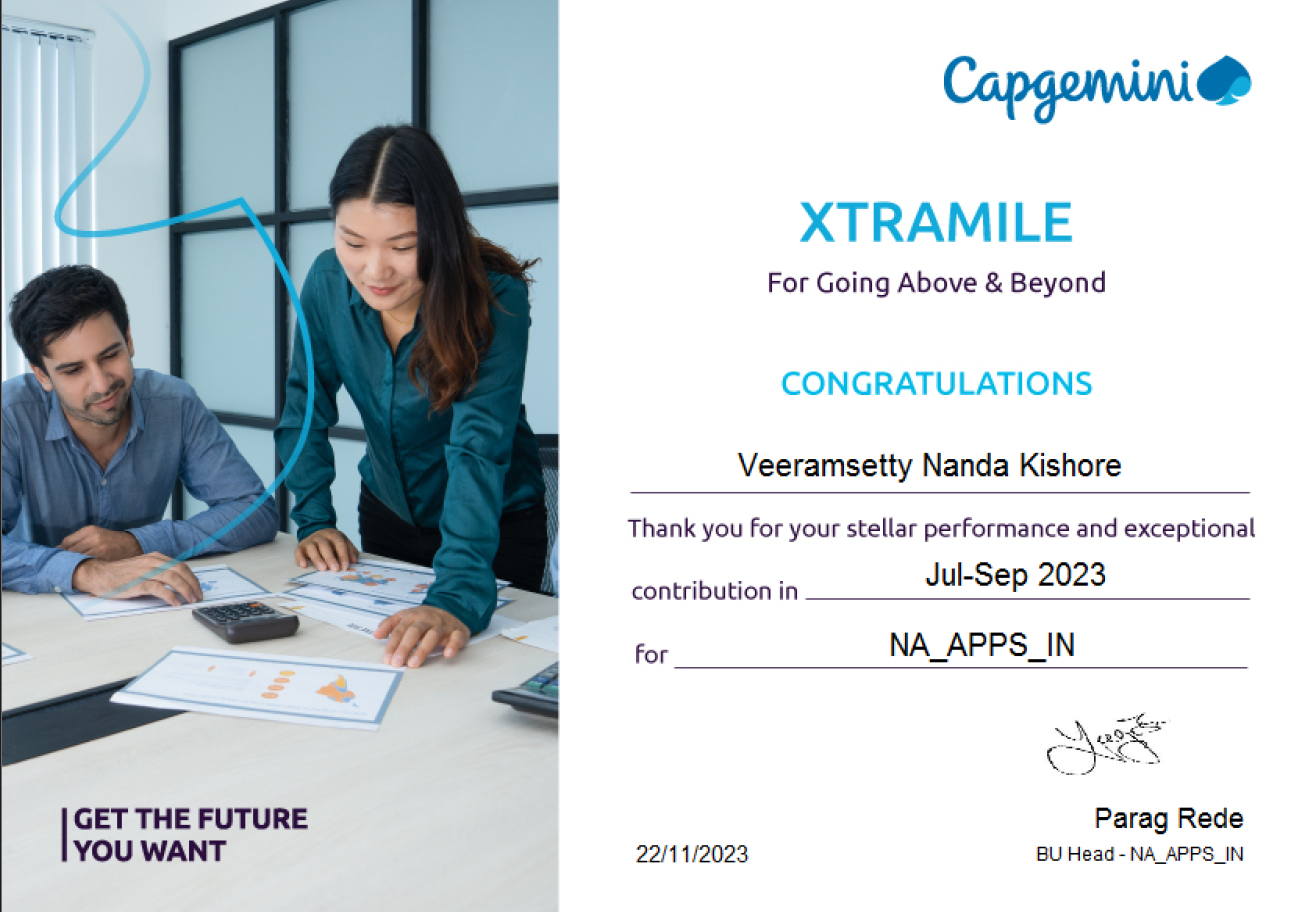 Capgemini
XTRAMILE
For Going Above & Beyond
CONGRATULATIONS
Veeramsetty Nanda Kishore
Thank you for your stellar performance and exceptional
contribution in Jul-Sep 2023
for NA_APPS_IN
Parag Rede
22/11/2023 BU Head - NA_APPS_IN
GET THE FUTURE
YOU WANT